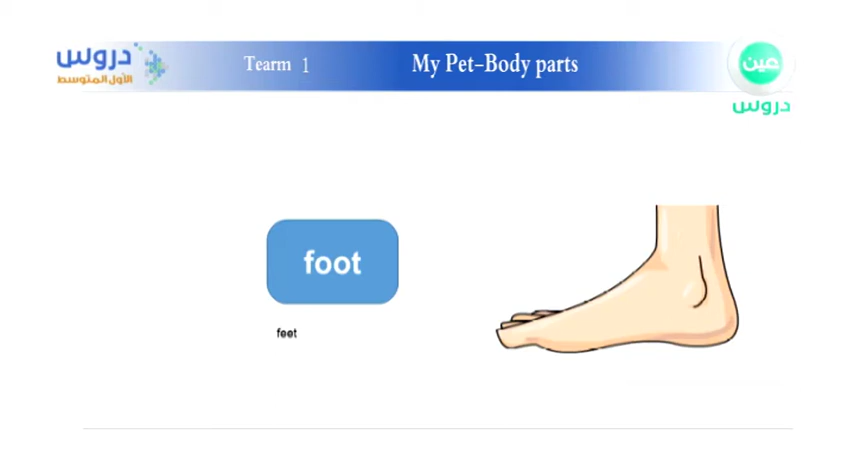 دروس
الأول المتوسط
Tearm 1
My Pet-Body parts
عين
دروس
foot
feet